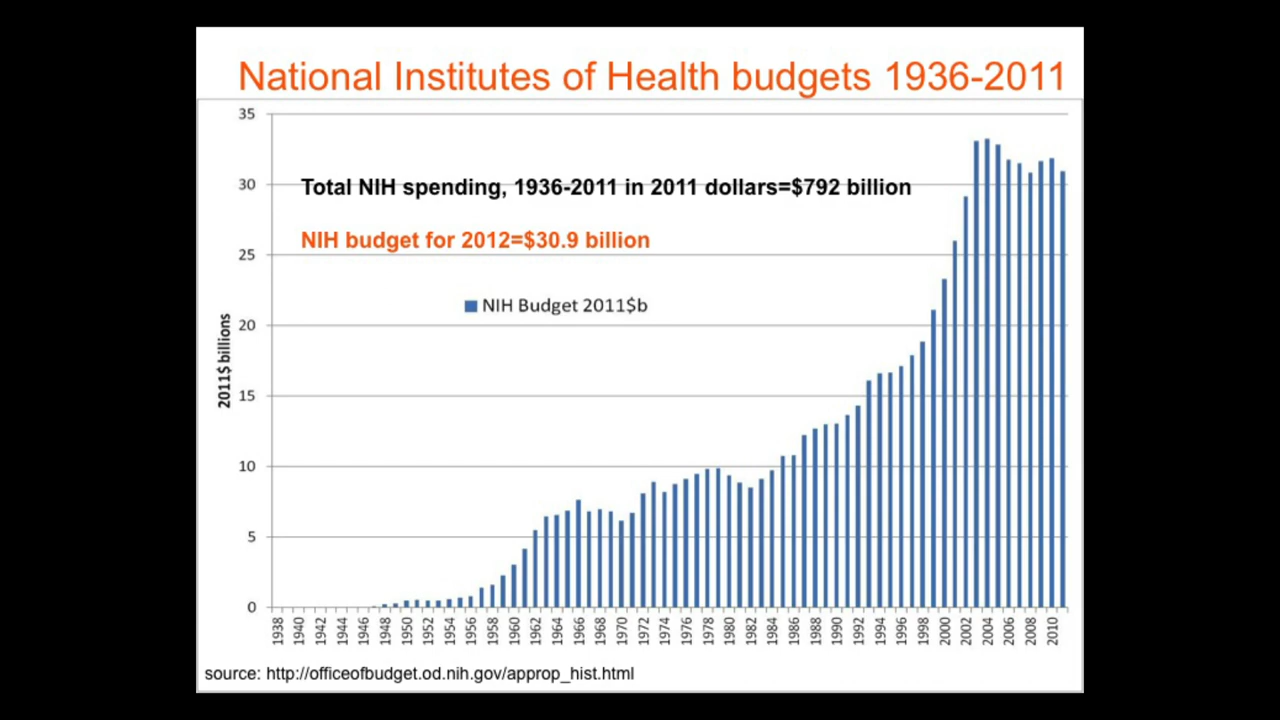 National Institutes of Health budgets 1936-2011
35
30
25
20
15
10
5
0
2011$ billions
Total NIH spending, 1936-2011 in 2011 dollars=$792 billion
NIH budget for 2012=$30.9 billion
NIH Budget 2011$b
1938 1940 1942 1944 1946 1948 1950 1952 1954 1956 1958 1960 1962 1964 1966 1968 1970 1972 1974 1976 1978 1980 1982 1984 1986 1988 1990 1992 1994 1996 1998 2000 2002 2004 2006 2008 2010
source: http://officeofbudget.od.nih.gov/approp_hist.html